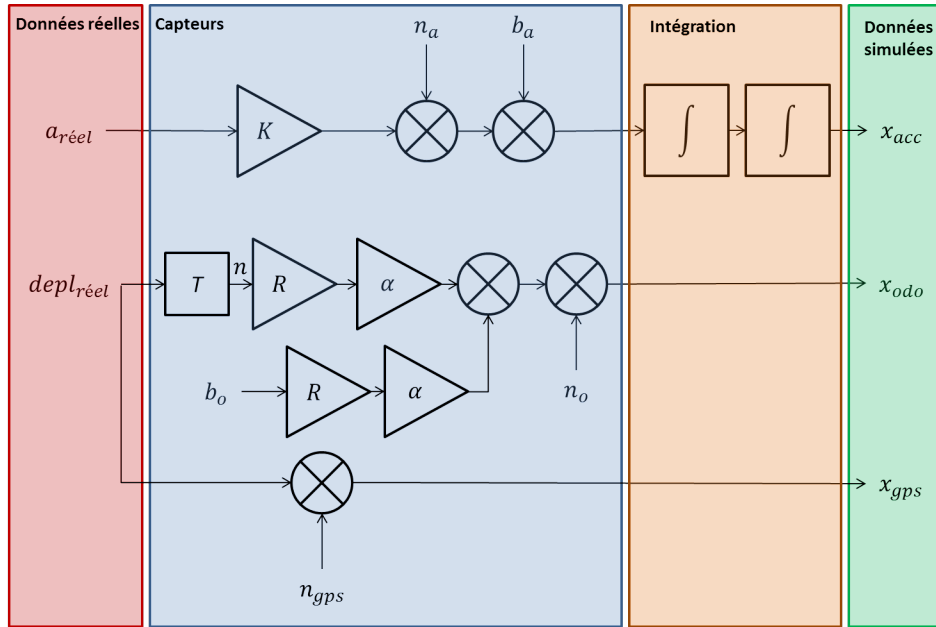 Données réelles
Capteurs
Intégration
Données
simulées
n_a
b_a
a_réel
K
∫
∫
x_acc
depl_réel
T
n
R
α
x_odo
b_o
R
α
n_o
x_gps
n_gps